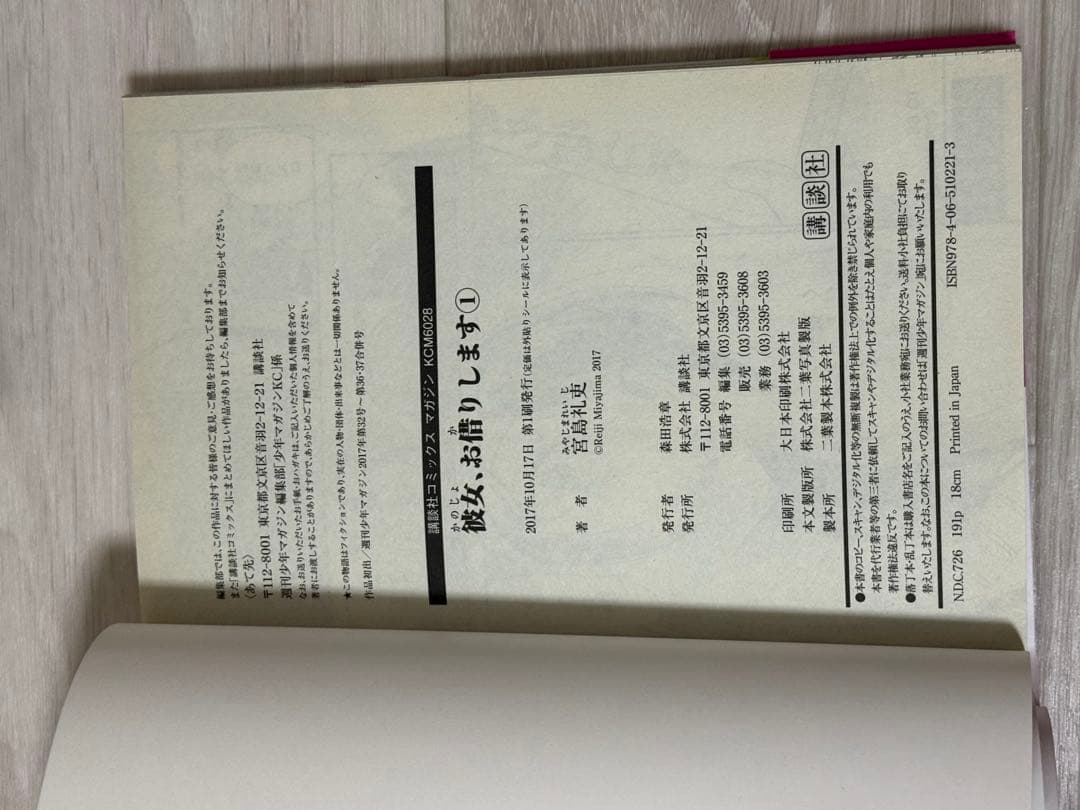 編集部では、この作品に対する皆様のご意見・ご感想をお待ちしております。
また「講談社コミックス」にまとめてほしい作品がありましたら、編集部までお知らせください。
〈あて先〉
〒112-8001 東京都文京区音羽2-12-21 講談社
週刊少年マガジン編集部「少年マガジンKC」係
なお、お送りいただいたお手紙・おハガキは、ご記入いただいた個人情報を含めて
著者にお渡しすることがありますので、あらかじめご了解のうえ、お送りください。
★この物語はフィクションであり、実在の人物・団体・出来事などとは一切関係ありません。
作品初出／週刊少年マガジン2017年第32号～第36・37合併号
講談社コミックス マガジン KCM6028
かのじょ か
彼女、お借りします①
2017年10月17日 第1刷発行(定価は外貼りシールに表示してあります)
みやじまれいじ
著者 宮島礼吏
©Reiji Miyajima 2017
発行者 森田浩章
発行所 株式会社 講談社
〒112-8001 東京都文京区音羽2-12-21
電話番号 編集 (03)5395-3459
販売 (03)5395-3608
業務 (03)5395-3603
印刷所 大日本印刷株式会社
本文製版所 株式会社二葉写真製版
製本所 二葉製本株式会社
講談社
●本書のコピー、スキャン、デジタル化等の無断複製は著作権法上での例外を除き禁じられています。
本書を代行業者等の第三者に依頼してスキャンやデジタル化することはたとえ個人や家庭内の利用でも
著作権法違反です。
●落丁本・乱丁本は購入書店名をご記入のうえ、小社業務宛にお送りください。送料小社負担にてお取り
替えいたします。なお、この本についてのお問い合わせは「週刊少年マガジン」宛にお願いいたします。
N.D.C.726 191p 18cm Printed in Japan ISBN978-4-06-510221-3